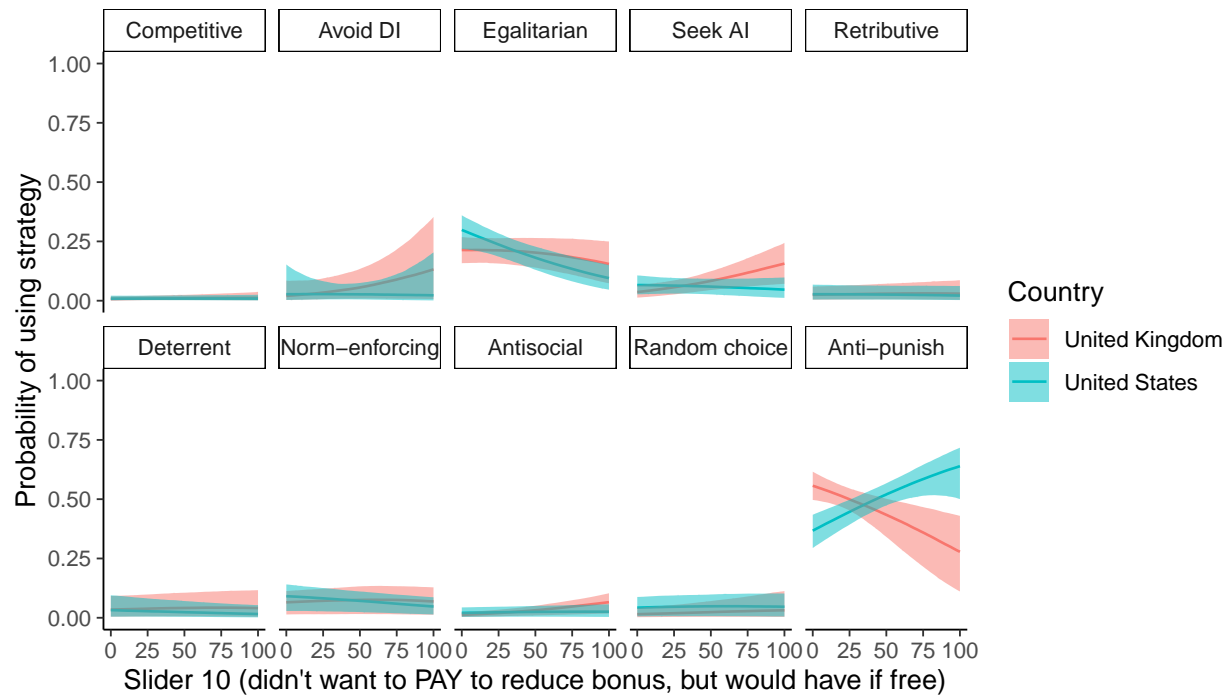 Competitive Avoid DI Egalitarian Seek AI Retributive
1.00
0.75
0.50
0.25
0.00
Deterrent Norm−enforcing Antisocial Random choice Anti−punish
1.00
0.75
0.50
0.25
0.00
0 25 50 75 100 0 25 50 75 100 0 25 50 75 100 0 25 50 75 100 0 25 50 75 100
Slider 10 (didn't want to PAY to reduce bonus, but would have if free)
Probability of using strategy
Country
United Kingdom
United States